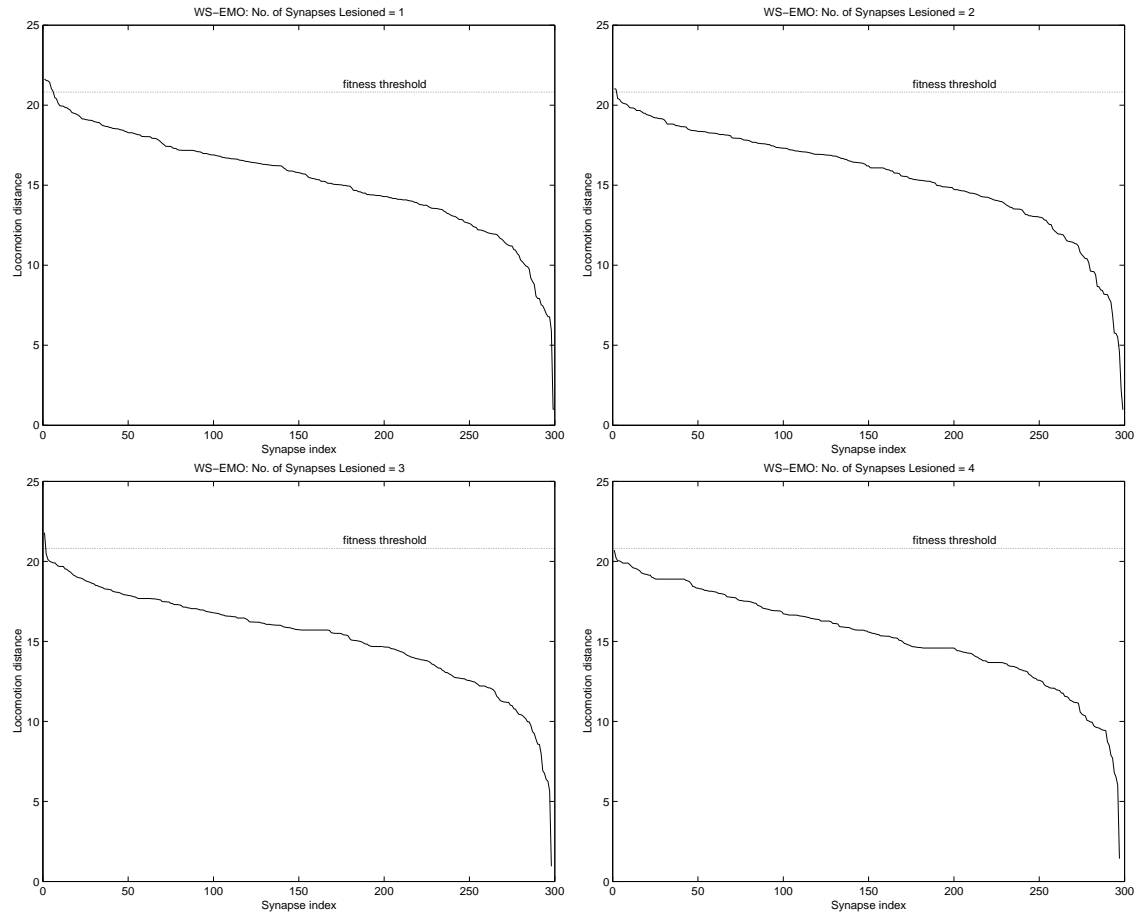 WS−EMO: No. of Synapses Lesioned = 1
25
20
15
10
5
0
Locomotion distance
fitness threshold
0 50 100 150 200 250 300
Synapse index
WS−EMO: No. of Synapses Lesioned = 2
25
20
15
10
5
0
Locomotion distance
fitness threshold
0 50 100 150 200 250 300
Synapse index
WS−EMO: No. of Synapses Lesioned = 3
25
20
15
10
5
0
Locomotion distance
fitness threshold
0 50 100 150 200 250 300
Synapse index
WS−EMO: No. of Synapses Lesioned = 4
25
20
15
10
5
0
Locomotion distance
fitness threshold
0 50 100 150 200 250 300
Synapse index